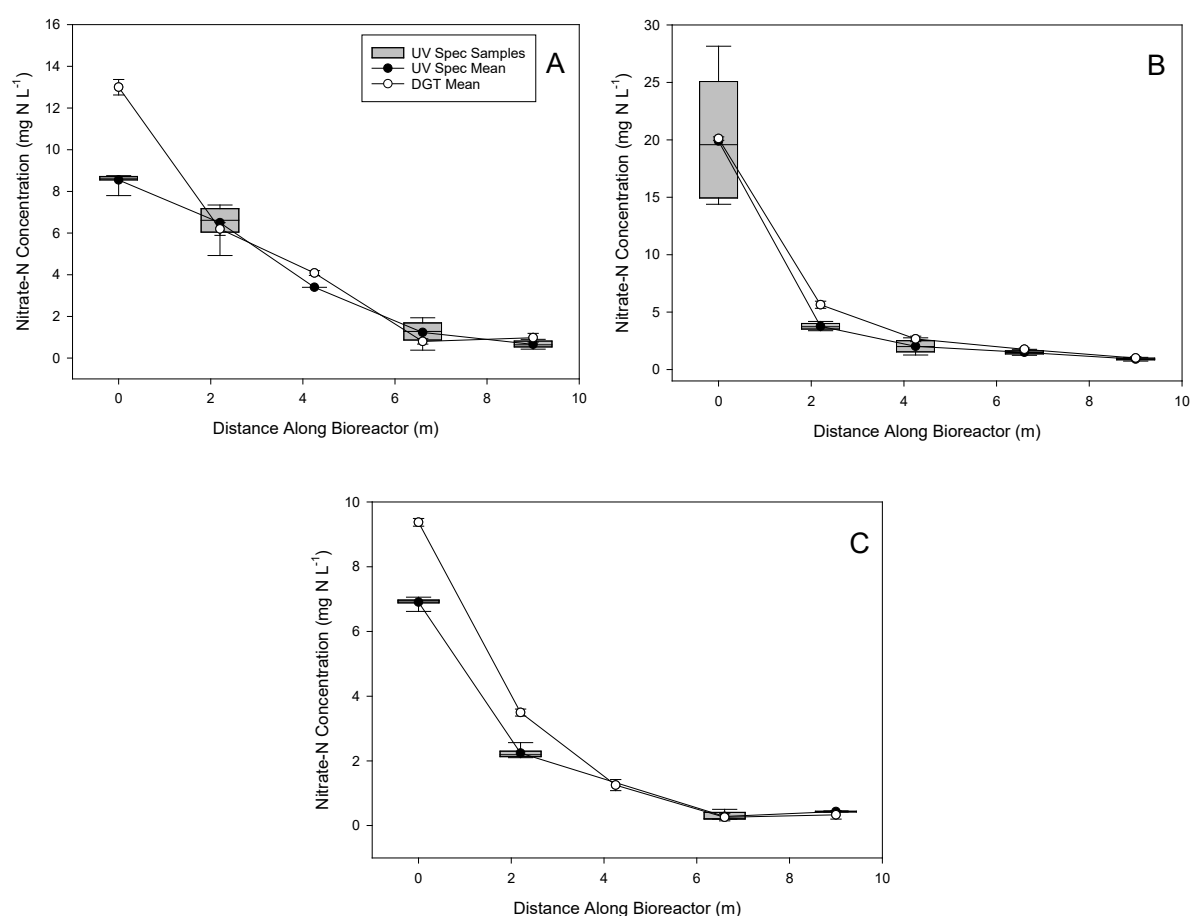 16
14
12
10
8
6
4
2
0
Nitrate-N Concentration (mg N L-1)
UV Spec Samples
UV Spec Mean
DGT Mean
A
0 2 4 6 8 10
Distance Along Bioreactor (m)
30
25
20
15
10
5
0
Nitrate-N Concentration (mg N L-1)
B
0 2 4 6 8 10
Distance Along Bioreactor (m)
10
8
6
4
2
0
Nitrate-N Concentration (mg N L-1)
C
0 2 4 6 8 10
Distance Along Bioreactor (m)